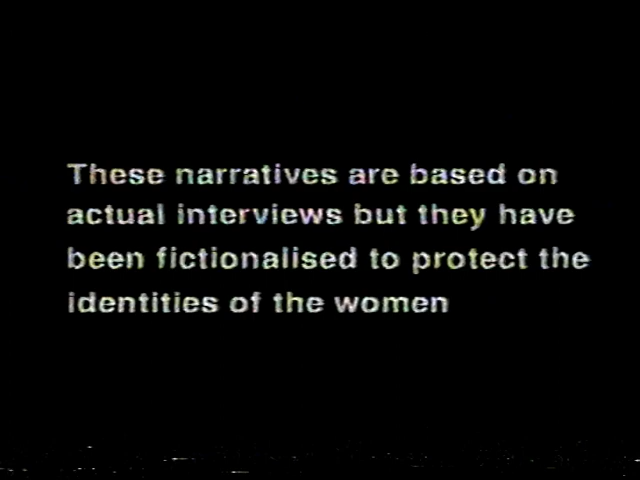 These narratives are based on
actual interviews but they have
been fictionalised to protect the
identities of the women